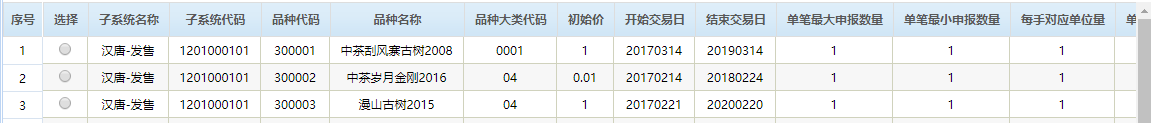 序号 选择 子系统名称 子系统代码 品种代码 品种名称 品种大类代码 初始价 开始交易日 结束交易日 单笔最大申报数量 单笔最小申报数量 每手对应单位量
1 汉唐-发售 1201000101 300001 中茶刮风寨古树2008 0001 1 20170314 20190314 1 1 1
2 汉唐-发售 1201000101 300002 中茶岁月金刚2016 04 0.01 20170214 20180224 1 1 1
3 汉唐-发售 1201000101 300003 漫山古树2015 04 1 20170221 20200220 1 1 1